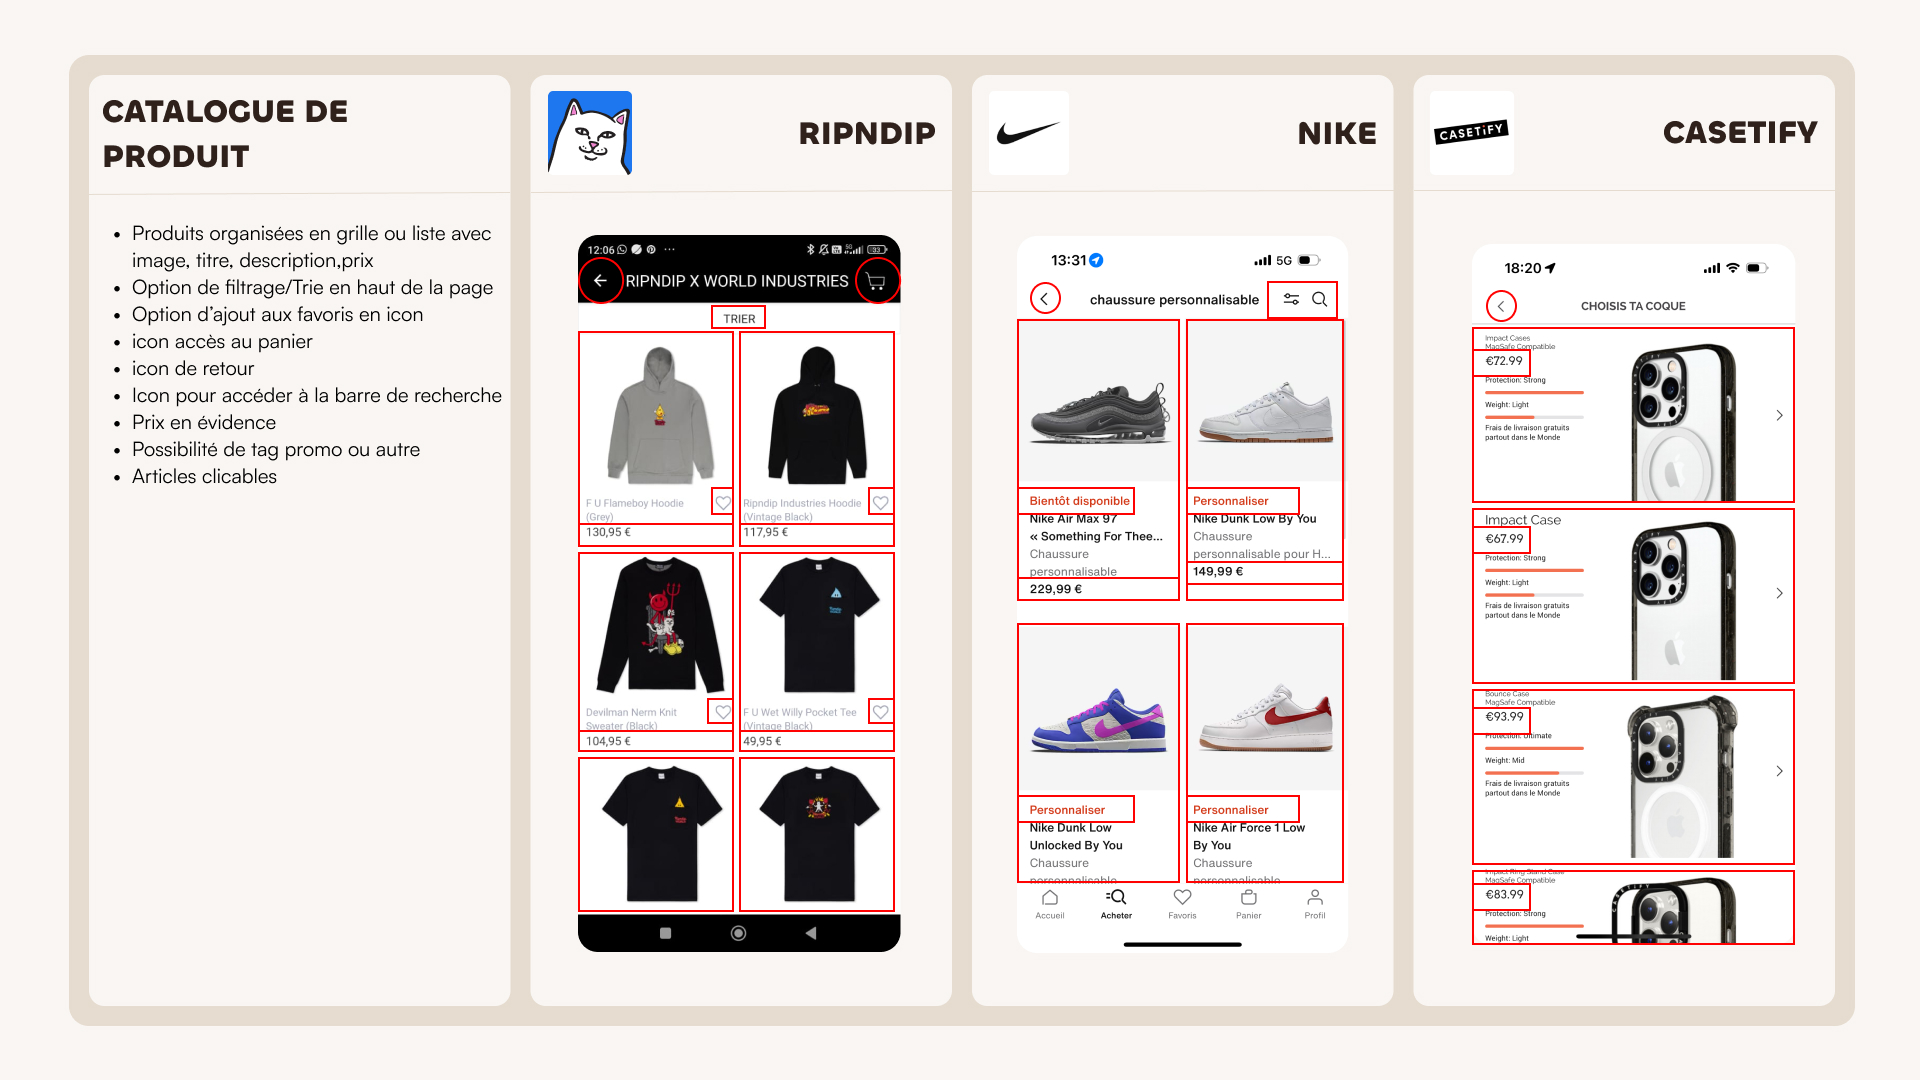 CATALOGUE DE
PRODUIT
• Produits organisées en grille ou liste avec
image, titre, description,prix
• Option de filtrage/Trie en haut de la page
• Option d'ajout aux favoris en icon
• icon accès au panier
• icon de retour
• Icon pour accéder à la barre de recherche
• Prix en évidence
• Possibilité de tag promo ou autre
• Articles clicables
RIPNDIP
12:06
RIPNDIP X WORLD INDUSTRIES
TRIER
F U Flameboy Hoodie
(Grey)
130,95 €
Ripndip Industries Hoodie
(Vintage Black)
117,95 €
Devilman Nerm Knit
Sweater (Black)
104,95 €
F U Wet Willy Pocket Tee
(Vintage Black)
49,95 €
NIKE
13:31
5G
chaussure personnalisable
Bientôt disponible
Nike Air Max 97
« Something For Thee...
Chaussure
personnalisable
229,99 €
Personnaliser
Nike Dunk Low By You
Chaussure
personnalisable pour H...
149,99 €
Personnaliser
Nike Dunk Low
Unlocked By You
Chaussure
personnalisable
Personnaliser
Nike Air Force 1 Low
By You
Chaussure
personnalisable
Accueil
Acheter
Favoris
Panier
Profil
CASETiFY
CASETIFY
18:20
CHOISIS TA COQUE
Impact Cases
MagSafe Compatible
€72.99
Protection: Strong
Weight: Light
Frais de livraison gratuits
partout dans le Monde
Impact Case
€67.99
Protection: Strong
Weight: Light
Frais de livraison gratuits
partout dans le Monde
Bounce Case
MagSafe Compatible
€93.99
Protection: Ultimate
Weight: Mid
Frais de livraison gratuits
partout dans le Monde
Impact Ring Stand Case
MagSafe Compatible
€83.99
Protection: Strong
Weight: Light